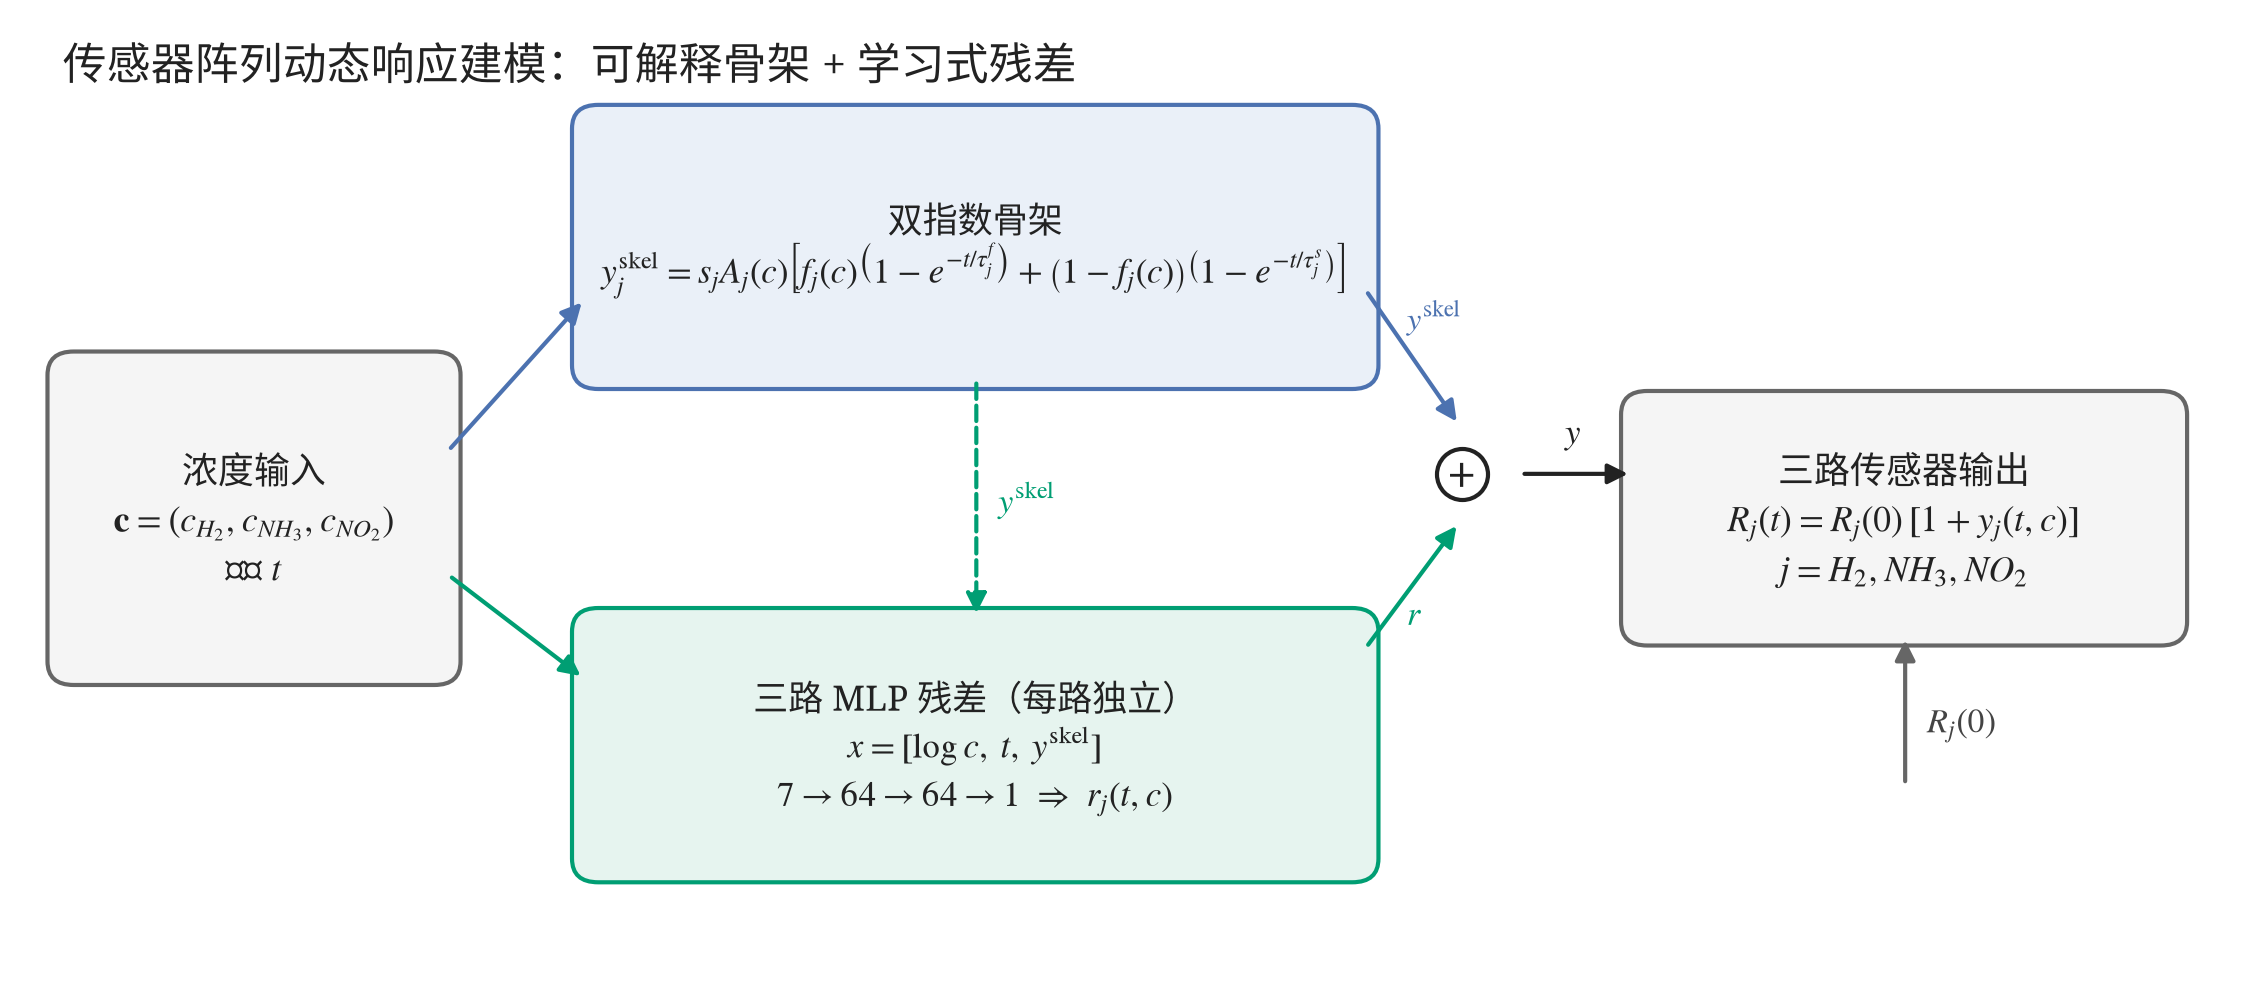 传感器阵列动态响应建模：可解释骨架 + 学习式残差
双指数骨架
y_j^skel = s_j A_j(c)[f_j(c)(1 − e^{−t/τ_j^f}) + (1 − f_j(c))(1 − e^{−t/τ_j^s})]
y^skel
浓度输入
c = (c_{H_2}, c_{NH_3}, c_{NO_2})
¤¤ t
y^skel
+
y
三路传感器输出
R_j(t) = R_j(0) [1 + y_j(t, c)]
j = H_2, NH_3, NO_2
r
三路 MLP 残差（每路独立）
x = [log c, t, y^skel]
7 → 64 → 64 → 1 ⇒ r_j(t, c)
R_j(0)